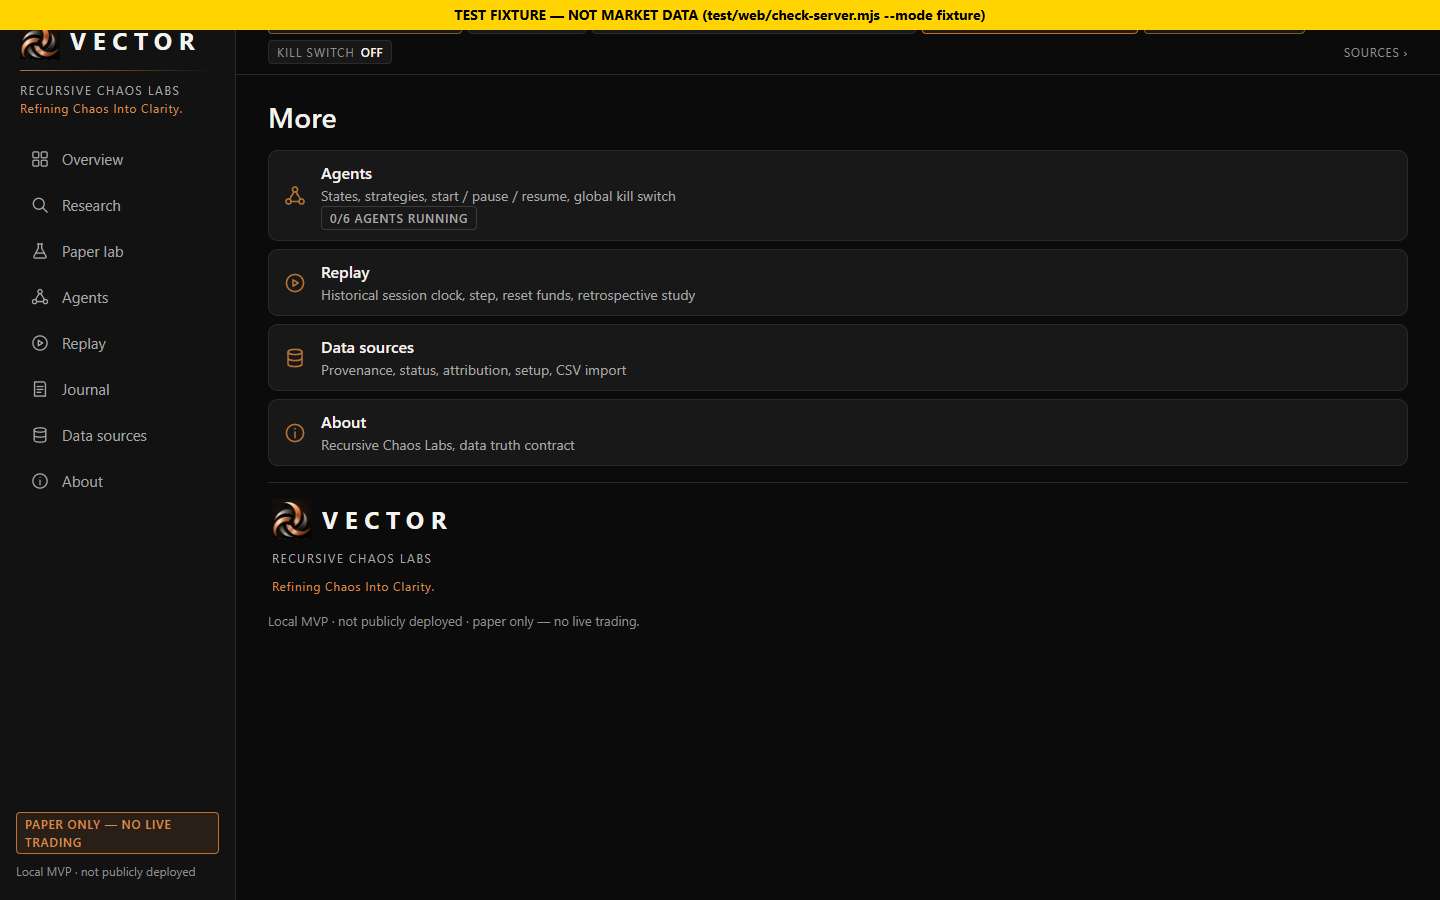 TEST FIXTURE — NOT MARKET DATA (test/web/check-server.mjs --mode fixture)
VECTOR
RECURSIVE CHAOS LABS
Refining Chaos Into Clarity.
Overview
Research
Paper lab
Agents
Replay
Journal
Data sources
About
PAPER ONLY — NO LIVE
TRADING
Local MVP · not publicly deployed
KILL SWITCH OFF
SOURCES ›
More
Agents
States, strategies, start / pause / resume, global kill switch
0/6 AGENTS RUNNING
Replay
Historical session clock, step, reset funds, retrospective study
Data sources
Provenance, status, attribution, setup, CSV import
About
Recursive Chaos Labs, data truth contract
VECTOR
RECURSIVE CHAOS LABS
Refining Chaos Into Clarity.
Local MVP · not publicly deployed · paper only — no live trading.